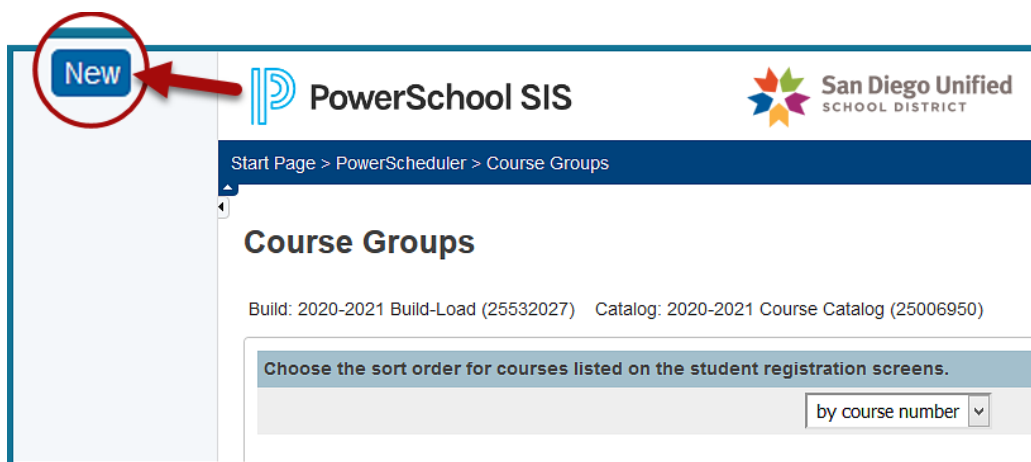 New
PowerSchool SIS
San Diego Unified
SCHOOL DISTRICT
Start Page > PowerScheduler > Course Groups
Course Groups
Build: 2020-2021 Build-Load (25532027) Catalog: 2020-2021 Course Catalog (25006950)
Choose the sort order for courses listed on the student registration screens.
by course number